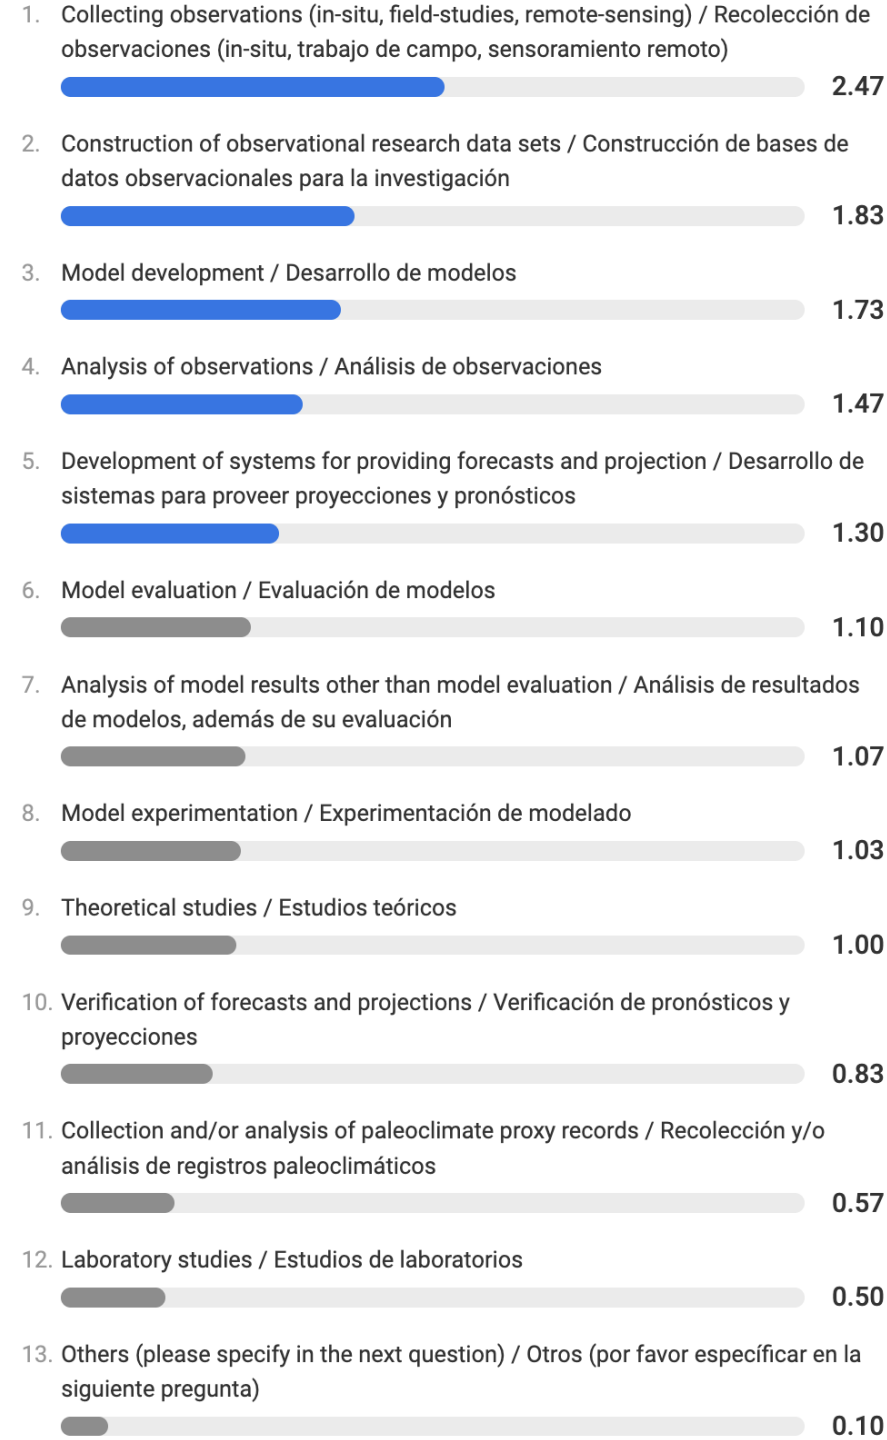 1. Collecting observations (in-situ, field-studies, remote-sensing) / Recolección de
observaciones (in-situ, trabajo de campo, sensoramiento remoto)
2.47
2. Construction of observational research data sets / Construcción de bases de
datos observacionales para la investigación
1.83
3. Model development / Desarrollo de modelos
1.73
4. Analysis of observations / Análisis de observaciones
1.47
5. Development of systems for providing forecasts and projection / Desarrollo de
sistemas para proveer proyecciones y pronósticos
1.30
6. Model evaluation / Evaluación de modelos
1.10
7. Analysis of model results other than model evaluation / Análisis de resultados
de modelos, además de su evaluación
1.07
8. Model experimentation / Experimentación de modelado
1.03
9. Theoretical studies / Estudios teóricos
1.00
10. Verification of forecasts and projections / Verificación de pronósticos y
proyecciones
0.83
11. Collection and/or analysis of paleoclimate proxy records / Recolección y/o
análisis de registros paleoclimáticos
0.57
12. Laboratory studies / Estudios de laboratorios
0.50
13. Others (please specify in the next question) / Otros (por favor específicar en la
siguiente pregunta)
0.10